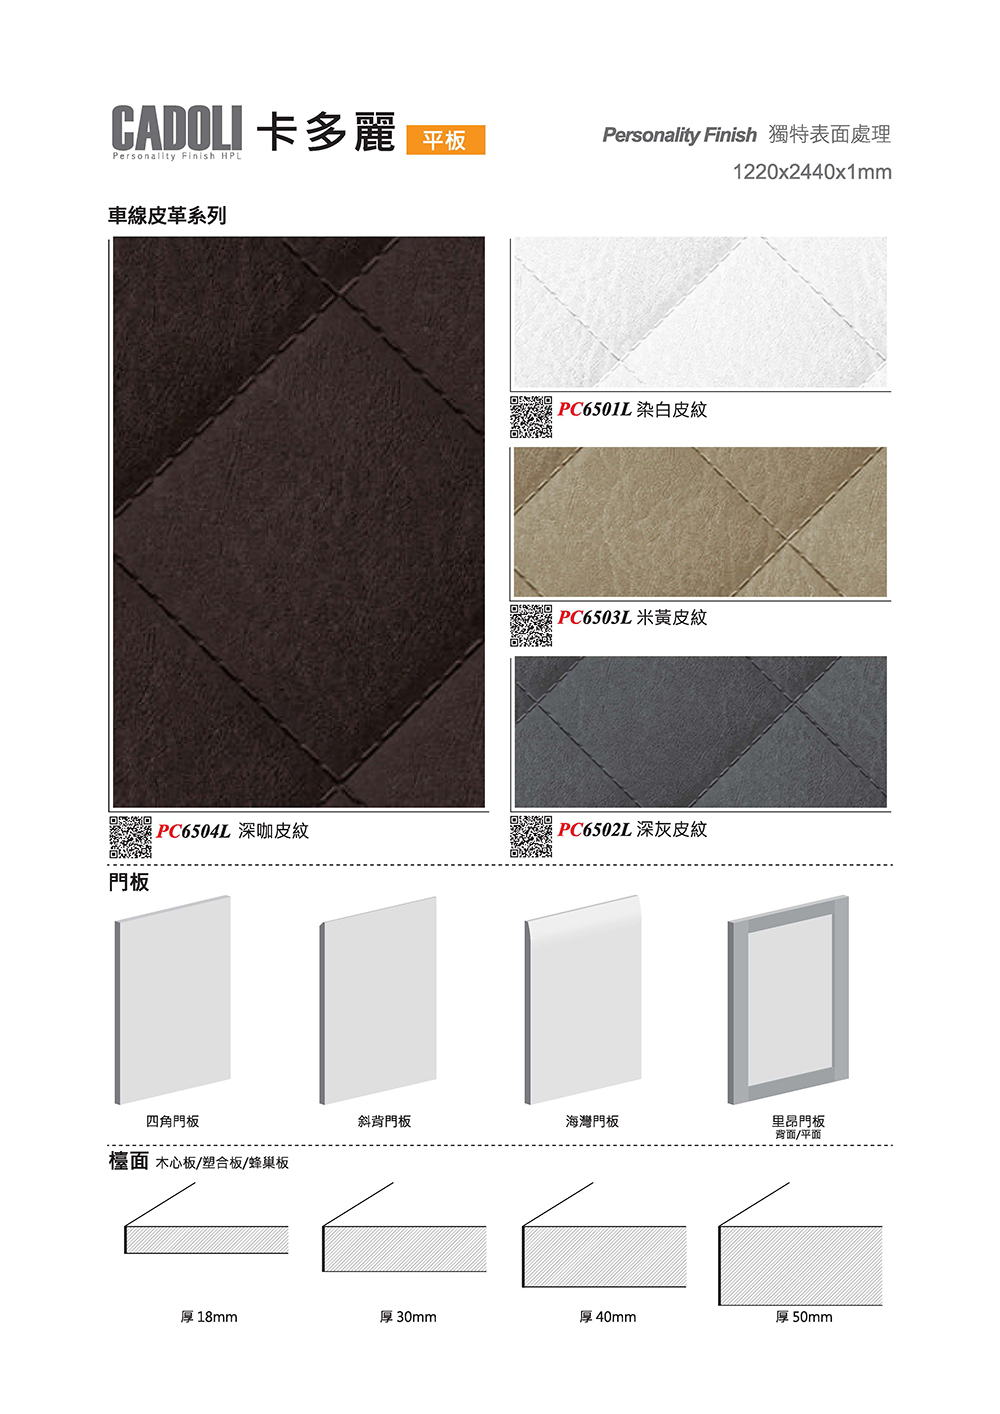 CADOLI 卡多麗 平板
Personality Finish HPL
Personality Finish 獨特表面處理
1220x2440x1mm
車線皮革系列
PC6501L 染白皮紋
PC6503L 米黃皮紋
PC6504L 深咖皮紋
PC6502L 深灰皮紋
門板
四角門板
斜背門板
海灣門板
里昂門板
背面/平面
檯面 木心板/塑合板/蜂巢板
厚 18mm
厚 30mm
厚 40mm
厚 50mm